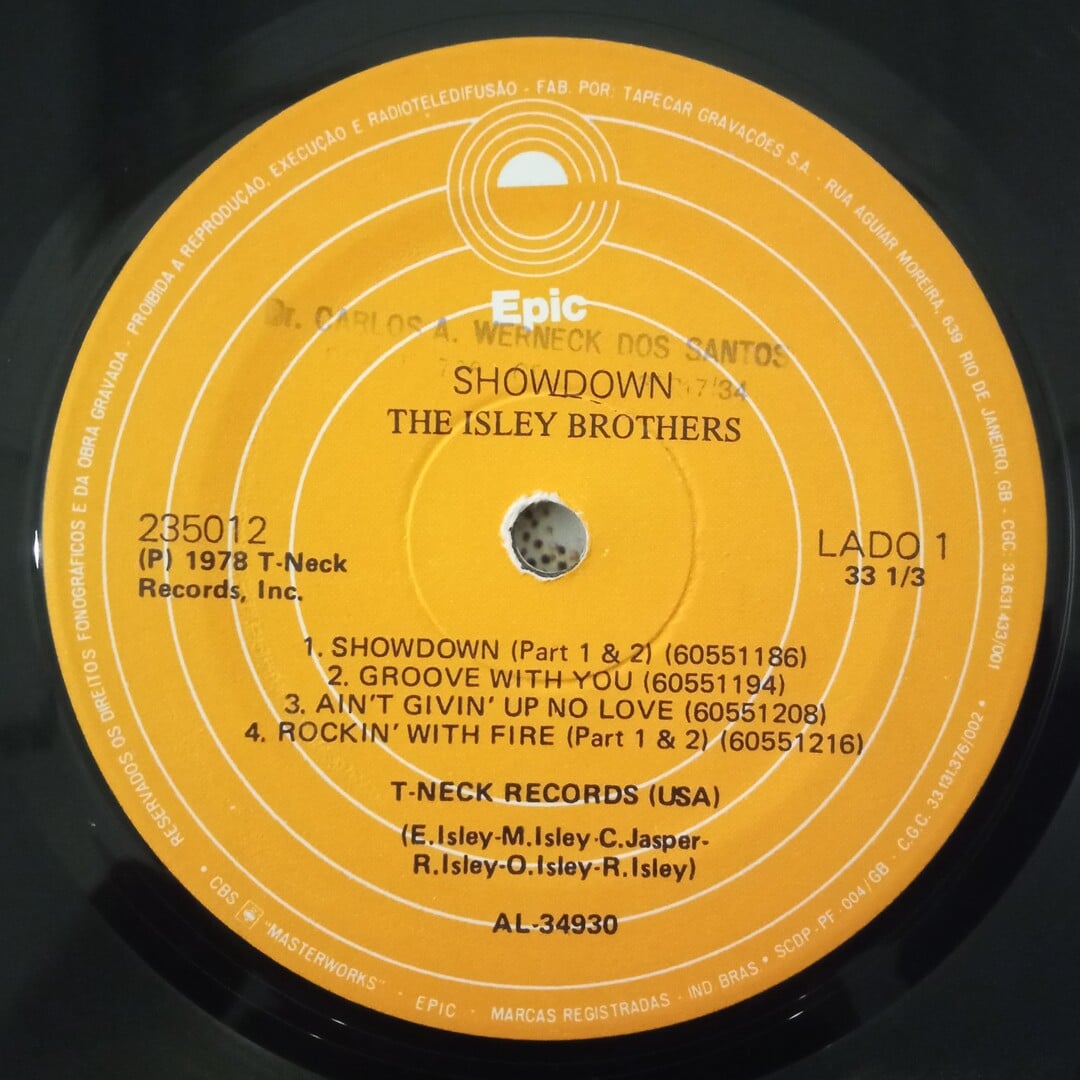 RESERVADOS OS DIREITOS FONOGRÁFICOS E DA OBRA GRAVADA - PROIBIDA A REPRODUÇÃO, EXECUÇÃO E RADIOTELEDIFUSÃO - FAB. POR: TAPECAR GRAVAÇÕES S.A. - RUA AGUIAR MOREIRA, 639 RIO DE JANEIRO, GB - CGC. 33.631.433/001
Epic
Dr. CARLOS A. WERNECK DOS SANTOS
SHOWDOWN
THE ISLEY BROTHERS
235012
(P) 1978 T-Neck
Records, Inc.
LADO 1
33 1/3
1. SHOWDOWN (Part 1 & 2) (60551186)
2. GROOVE WITH YOU (60551194)
3. AIN'T GIVIN' UP NO LOVE (60551208)
4. ROCKIN' WITH FIRE (Part 1 & 2) (60551216)
T-NECK RECORDS (USA)
(E.Isley-M.Isley-C.Jasper-
R.Isley-O.Isley-R.Isley)
AL-34930
• CBS "MASTERWORKS" - EPIC - MARCAS REGISTRADAS - IND BRAS • SCDP-PF-004/GB - C.G.C. 33.131.376/002 •